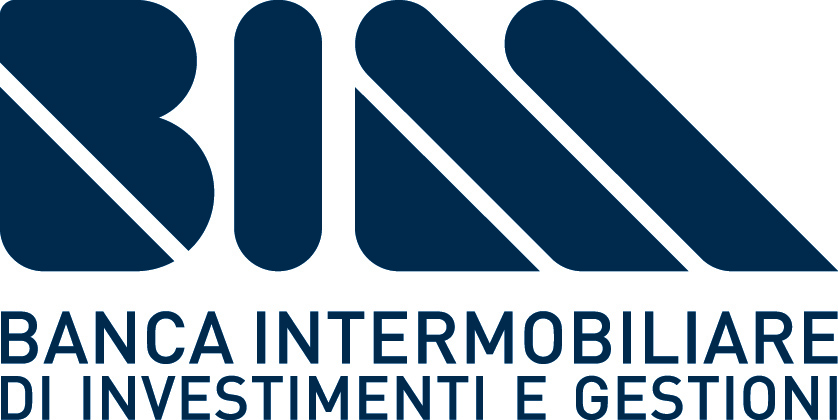 BIM
BANCA INTERMOBILIARE
DI INVESTIMENTI E GESTIONI